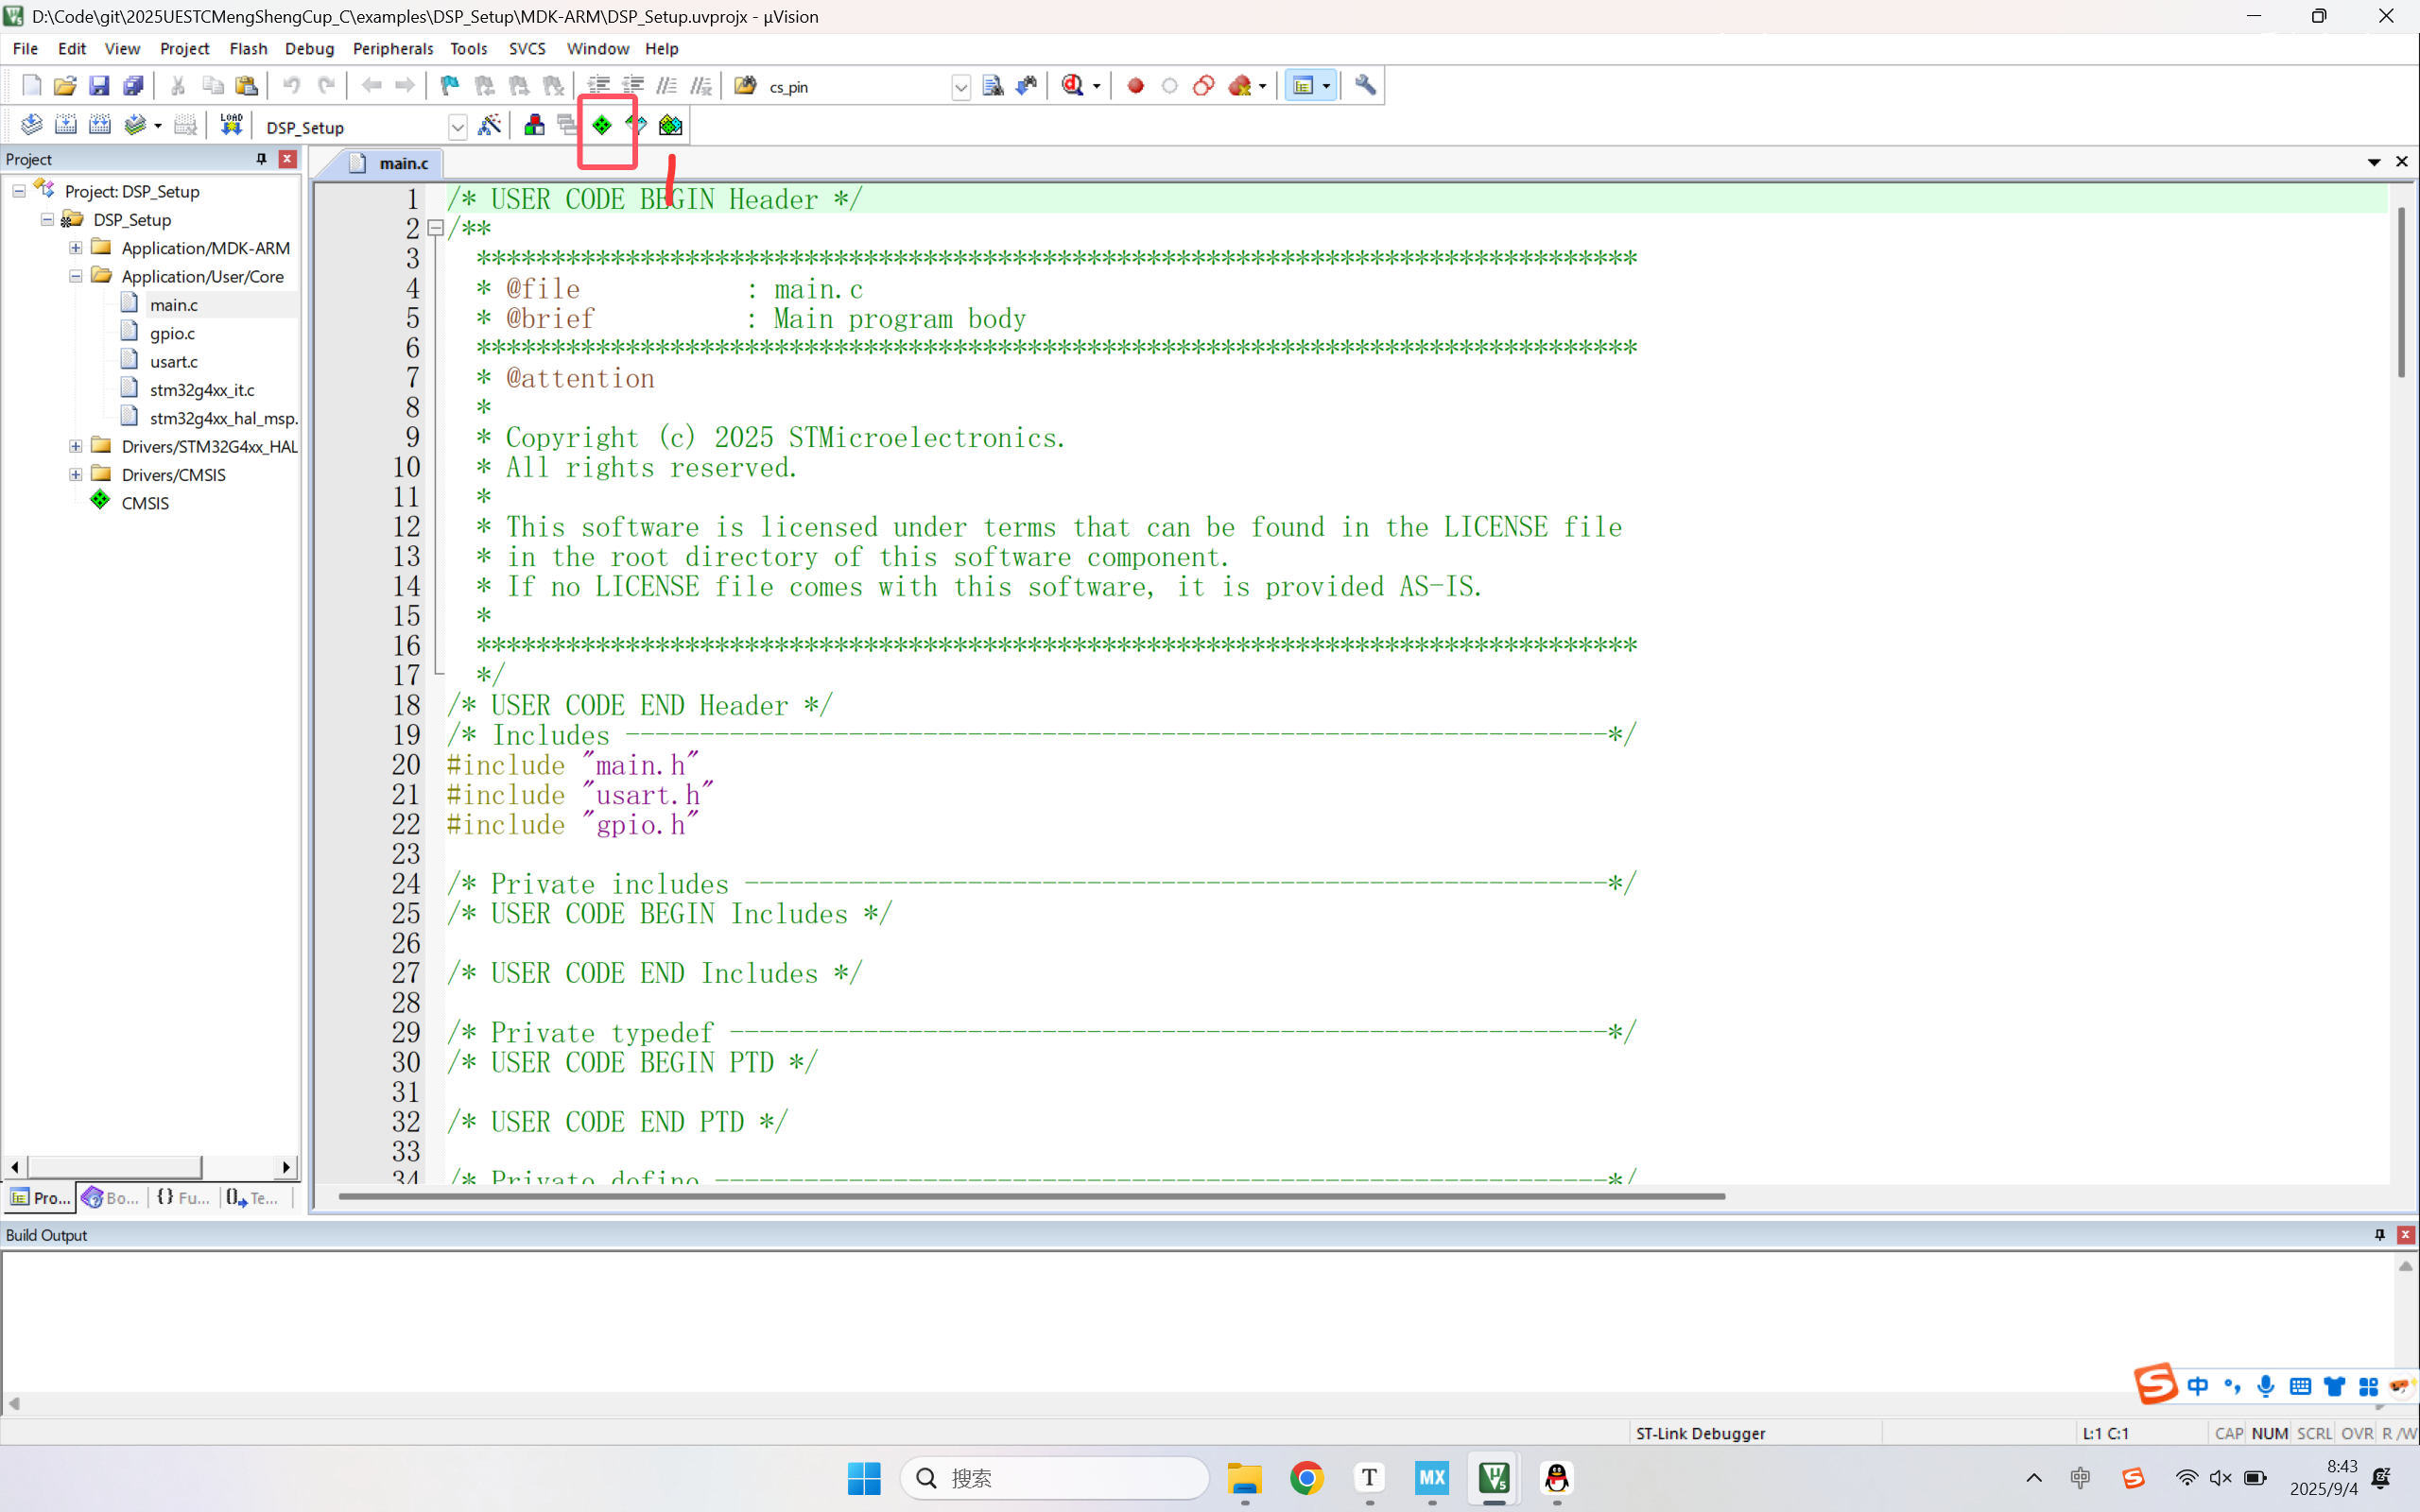 D:\Code\git\2025UESTCMengShengCup_C\examples\DSP_Setup\MDK-ARM\DSP_Setup.uvprojx - µVision
File Edit View Project Flash Debug Peripherals Tools SVCS Window Help
cs_pin
LOAD DSP_Setup
Project
main.c
Project: DSP_Setup
DSP_Setup
Application/MDK-ARM
Application/User/Core
main.c
gpio.c
usart.c
stm32g4xx_it.c
stm32g4xx_hal_msp.
Drivers/STM32G4xx_HAL
Drivers/CMSIS
CMSIS
Pro... Bo... {} Fu... Te...
1 /* USER CODE BEGIN Header */
2 /**
3 ******************************************************************************
4 * @file : main.c
5 * @brief : Main program body
6 ******************************************************************************
7 * @attention
8 *
9 * Copyright (c) 2025 STMicroelectronics.
10 * All rights reserved.
11 *
12 * This software is licensed under terms that can be found in the LICENSE file
13 * in the root directory of this software component.
14 * If no LICENSE file comes with this software, it is provided AS-IS.
15 *
16 ******************************************************************************
17 */
18 /* USER CODE END Header */
19 /* Includes ------------------------------------------------------------------*/
20 #include "main.h"
21 #include "usart.h"
22 #include "gpio.h"
23
24 /* Private includes ----------------------------------------------------------*/
25 /* USER CODE BEGIN Includes */
26
27 /* USER CODE END Includes */
28
29 /* Private typedef -----------------------------------------------------------*/
30 /* USER CODE BEGIN PTD */
31
32 /* USER CODE END PTD */
33
34 /* Private define ------------------------------------------------------------*/
Build Output
中
ST-Link Debugger L:1 C:1 CAP NUM SCRL OVR R /W
搜索
T
MX
中
8:43
2025/9/4